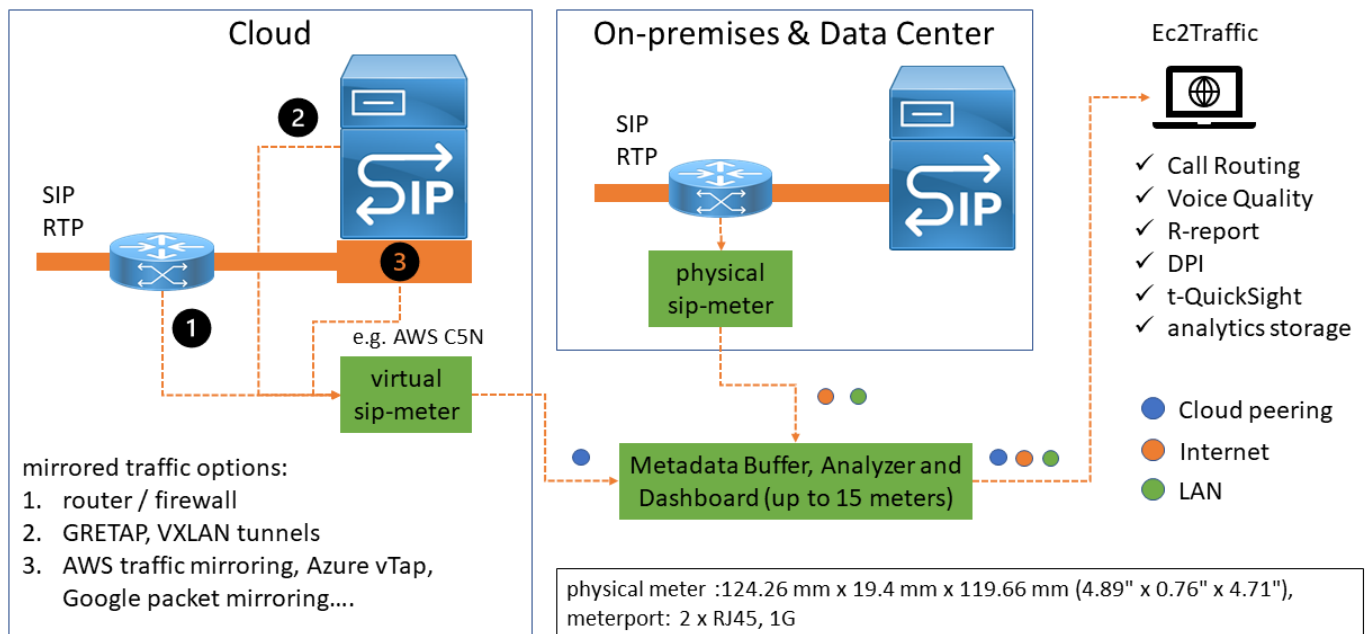 Cloud
2
SIP
SIP
RTP
3
1
e.g. AWS C5N
virtual
sip-meter
mirrored traffic options:
1. router / firewall
2. GRETAP, VXLAN tunnels
3. AWS traffic mirroring, Azure vTap,
Google packet mirroring....
On-premises & Data Center
SIP
RTP
SIP
physical
sip-meter
Metadata Buffer, Analyzer and
Dashboard (up to 15 meters)
Ec2Traffic
✓ Call Routing
✓ Voice Quality
✓ R-report
✓ DPI
✓ t-QuickSight
✓ analytics storage
Cloud peering
Internet
LAN
physical meter :124.26 mm x 19.4 mm x 119.66 mm (4.89" x 0.76" x 4.71"),
meterport: 2 x RJ45, 1G